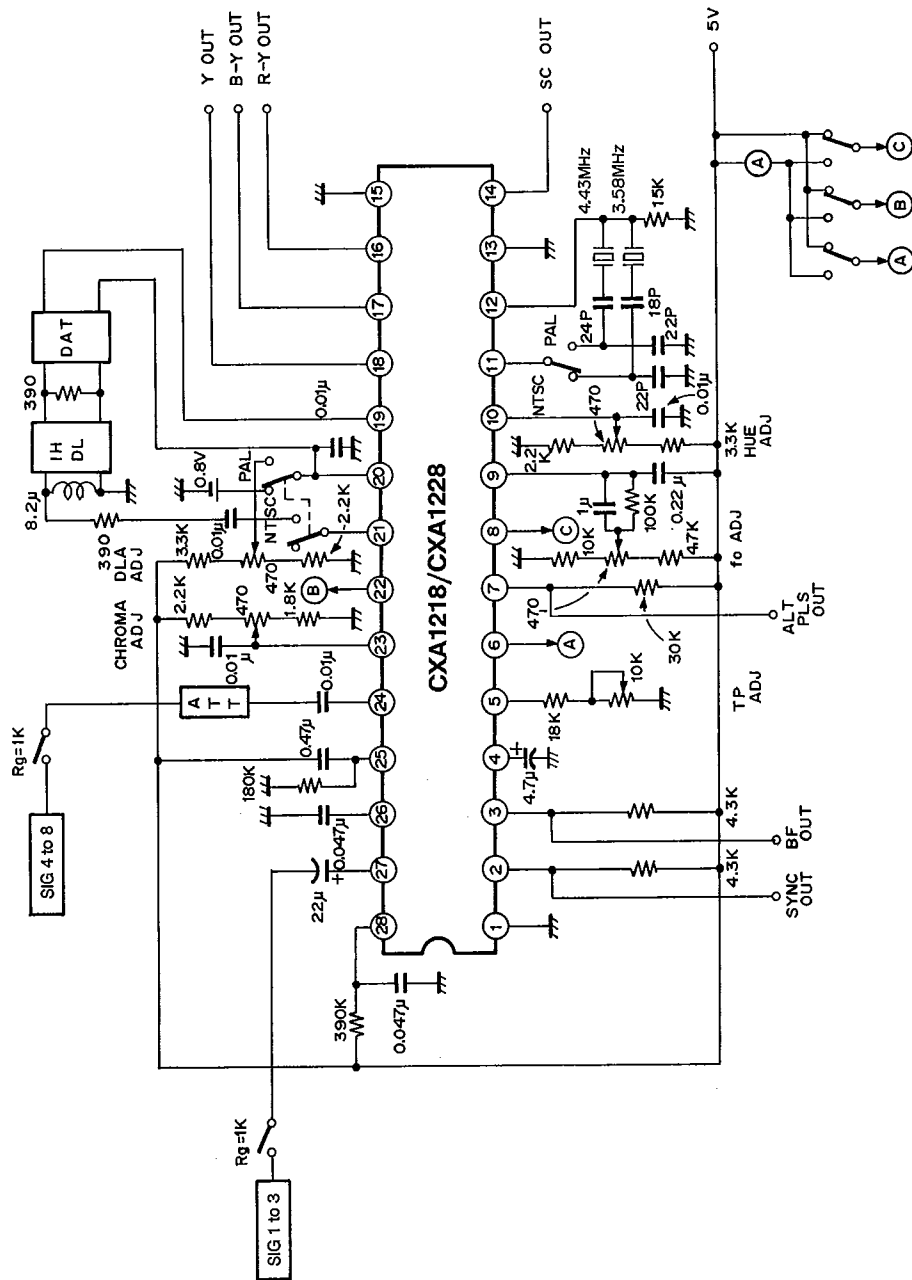 Y OUT
B-Y OUT
R-Y OUT
SC OUT
5V
DAT
390
IH
DL
8.2μ
390
DLA
ADJ
0.01μ
0.8V
PAL
NTSC
0.01μ
3.3K
470
2.2K
CHROMA
ADJ
2.2K
470
1.8K
B
0.01
μ
0.01μ
A
T
T
Rg=1K
SIG 4 to 8
0.47μ
180K
0.047μ
22μ
+
390K
0.047μ
Rg=1K
SIG 1 to 3
28
27
26
25
24
23
22
21
20
19
18
17
16
15
CXA1218/CXA1228
1
2
3
4
5
6
7
8
9
10
11
12
13
14
4.3K
SYNC
OUT
4.3K
BF
OUT
4.7μ
+
18K
10K
TP
ADJ
A
30K
ALT
PLS
OUT
C
10K
470
4.7K
fo ADJ
1μ
100K
0.22μ
2.2
K
470
3.3K
HUE
ADJ
0.01μ
NTSC
PAL
22P
22P
24P
18P
4.43MHz
3.58MHz
15K
A
A
B
C